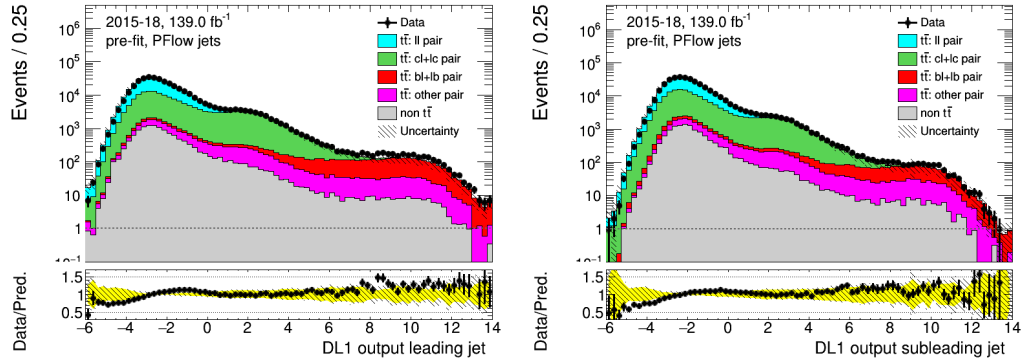 2015-18, 139.0 fb⁻¹
pre-fit, PFlow jets
Data
tt̄: ll pair
tt̄: cl+lc pair
tt̄: bl+lb pair
tt̄: other pair
non tt̄
Uncertainty
Events / 0.25
10⁶
10⁵
10⁴
10³
10²
10
1
10⁻¹
Data/Pred.
1.5
1
0.5
−6 −4 −2 0 2 4 6 8 10 12 14
DL1 output leading jet
2015-18, 139.0 fb⁻¹
pre-fit, PFlow jets
Data
tt̄: ll pair
tt̄: cl+lc pair
tt̄: bl+lb pair
tt̄: other pair
non tt̄
Uncertainty
Events / 0.25
10⁶
10⁵
10⁴
10³
10²
10
1
10⁻¹
Data/Pred.
1.5
1
0.5
−6 −4 −2 0 2 4 6 8 10 12 14
DL1 output subleading jet